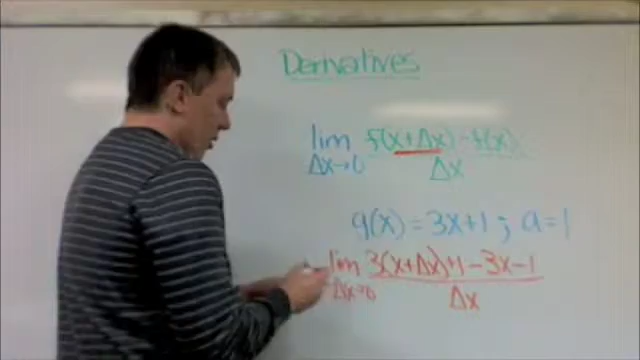 Derivatives
lim f(x+Δx) - f(x)
Δx→0 Δx
g(x) = 3x+1 ; a=1
lim 3(x+Δx)+1 - 3x - 1
Δx→0 Δx